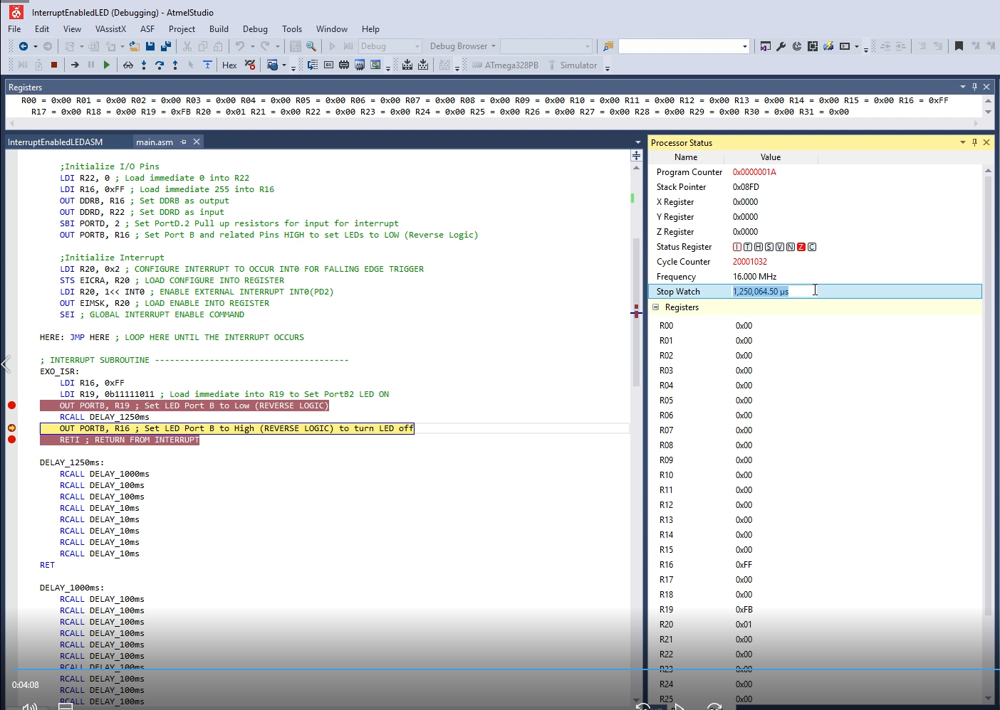 InterruptEnabledLED (Debugging) - AtmelStudio
File Edit View VAssistX ASF Project Build Debug Tools Window Help
Debug Debug Browser
Hex ATmega328PB Simulator
Registers
R00 = 0x00 R01 = 0x00 R02 = 0x00 R03 = 0x00 R04 = 0x00 R05 = 0x00 R06 = 0x00 R07 = 0x00 R08 = 0x00 R09 = 0x00 R10 = 0x00 R11 = 0x00 R12 = 0x00 R13 = 0x00 R14 = 0x00 R15 = 0x00 R16 = 0xFF
R17 = 0x00 R18 = 0x00 R19 = 0xFB R20 = 0x01 R21 = 0x00 R22 = 0x00 R23 = 0x00 R24 = 0x00 R25 = 0x00 R26 = 0x00 R27 = 0x00 R28 = 0x00 R29 = 0x00 R30 = 0x00 R31 = 0x00
InterruptEnabledLEDASM main.asm
;Initialize I/O Pins
LDI R22, 0 ; Load immediate 0 into R22
LDI R16, 0xFF ; Load immediate 255 into R16
OUT DDRB, R16 ; Set DDRB as output
OUT DDRD, R22 ; Set DDRD as input
SBI PORTD, 2 ; Set PortD.2 Pull up resistors for input for interrupt
OUT PORTB, R16 ; Set Port B and related Pins HIGH to set LEDs to LOW (Reverse Logic)
;Initialize Interrupt
LDI R20, 0x2 ; CONFIGURE INTERRUPT TO OCCUR INT0 FOR FALLING EDGE TRIGGER
STS EICRA, R20 ; LOAD CONFIGURE INTO REGISTER
LDI R20, 1<< INT0 ; ENABLE EXTERNAL INTERRUPT INT0(PD2)
OUT EIMSK, R20 ; LOAD ENABLE INTO REGISTER
SEI ; GLOBAL INTERRUPT ENABLE COMMAND
HERE: JMP HERE ; LOOP HERE UNTIL THE INTERRUPT OCCURS
; INTERRUPT SUBROUTINE ---------------------------------------
EXO_ISR:
LDI R16, 0xFF
LDI R19, 0b11111011 ; Load immediate into R19 to Set PortB2 LED ON
OUT PORTB, R19 ; Set LED Port B to Low (REVERSE LOGIC)
RCALL DELAY_1250ms
OUT PORTB, R16 ; Set LED Port B to High (REVERSE LOGIC) to turn LED off
RETI ; RETURN FROM INTERRUPT
DELAY_1250ms:
RCALL DELAY_1000ms
RCALL DELAY_100ms
RCALL DELAY_100ms
RCALL DELAY_10ms
RCALL DELAY_10ms
RCALL DELAY_10ms
RCALL DELAY_10ms
RCALL DELAY_10ms
RET
DELAY_1000ms:
RCALL DELAY_100ms
RCALL DELAY_100ms
RCALL DELAY_100ms
RCALL DELAY_100ms
RCALL DELAY_100ms
RCALL DELAY_100ms
RCALL DELAY_100ms
RCALL DELAY_100ms
RCALL DELAY_100ms
RCALL DELAY_100ms
Processor Status
Name Value
Program Counter 0x0000001A
Stack Pointer 0x08FD
X Register 0x0000
Y Register 0x0000
Z Register 0x0000
Status Register I T H S V N Z C
Cycle Counter 20001032
Frequency 16.000 MHz
Stop Watch 1,250,064.50 µs
Registers
R00 0x00
R01 0x00
R02 0x00
R03 0x00
R04 0x00
R05 0x00
R06 0x00
R07 0x00
R08 0x00
R09 0x00
R10 0x00
R11 0x00
R12 0x00
R13 0x00
R14 0x00
R15 0x00
R16 0xFF
R17 0x00
R18 0x00
R19 0xFB
R20 0x01
R21 0x00
R22 0x00
R23 0x00
R24 0x00
R25 0x00
0:04:08